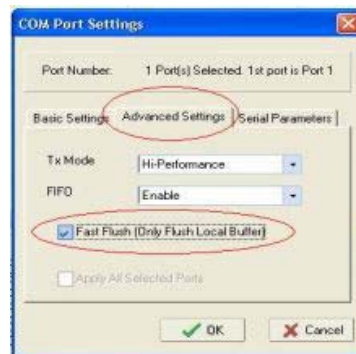 COM Port Settings
Port Number: 1 Port(s) Selected. 1st port is Port 1
Basic Settings Advanced Settings Serial Parameters
Tx Mode Hi-Performance
FIFO Enable
Fast Flush (Only Flush Local Buffer)
Apply All Selected Ports
OK Cancel